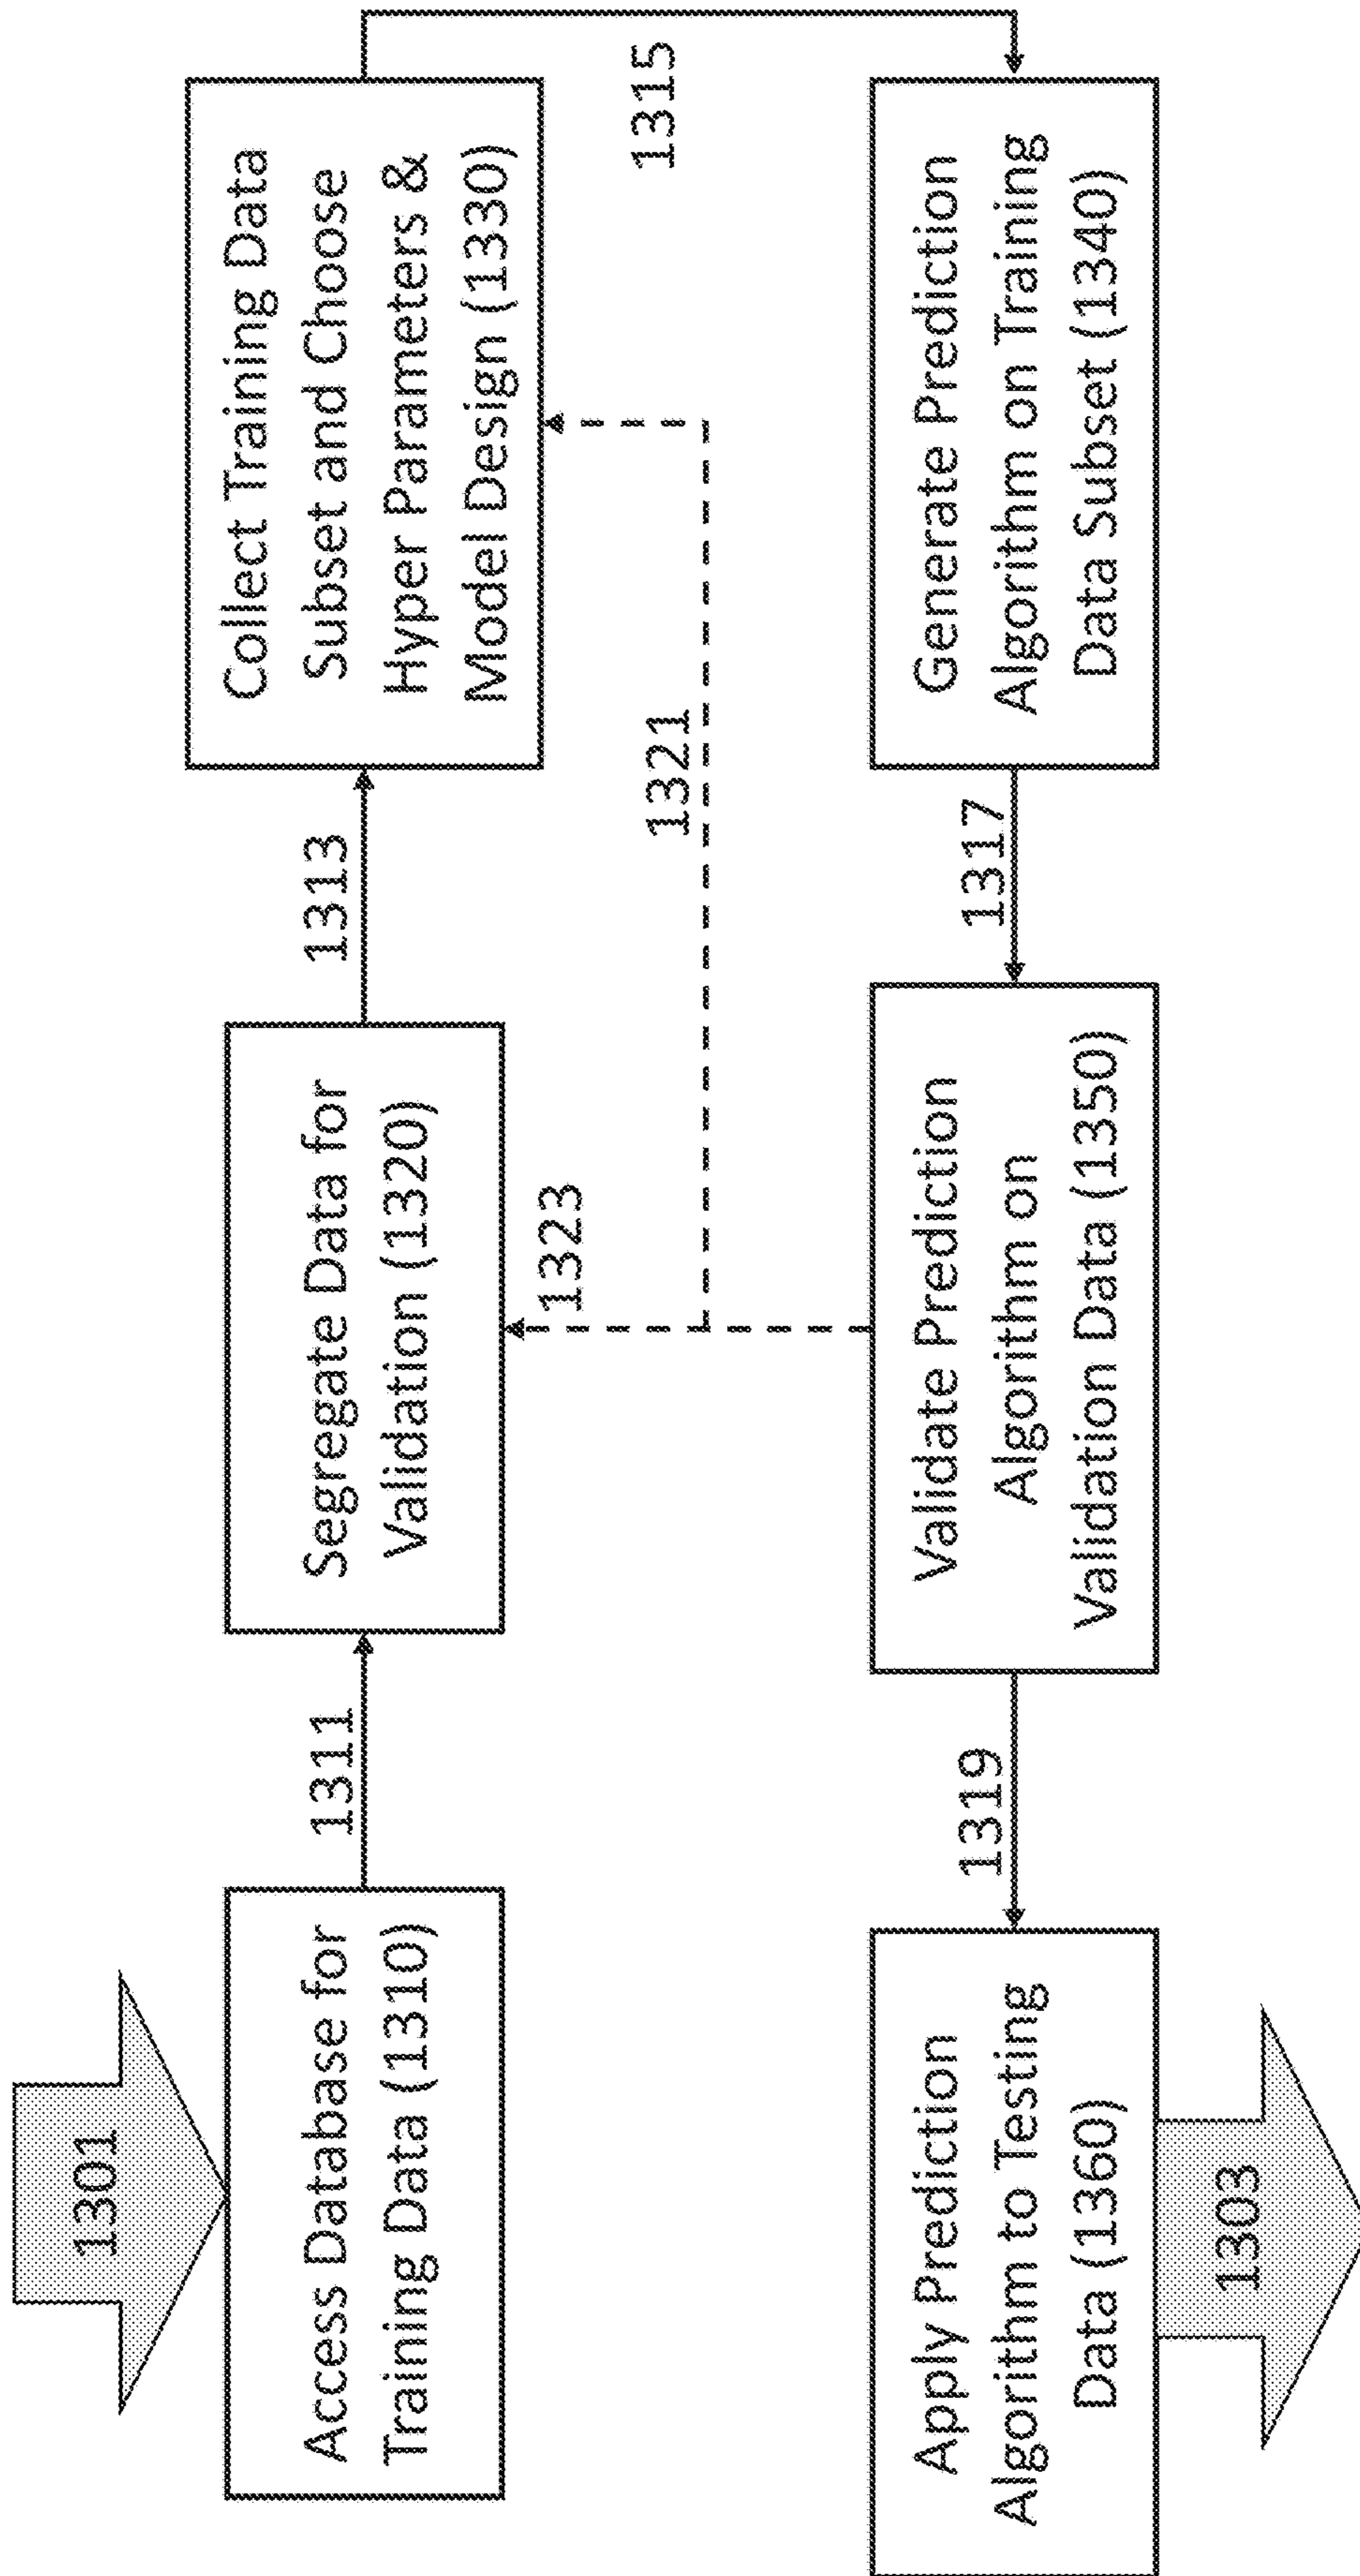 1301
Access Database for
Training Data (1310)
1311
Segregate Data for
Validation (1320)
1313
Collect Training Data
Subset and Choose
Hyper Parameters &
Model Design (1330)
1323
1321
1315
Apply Prediction
Algorithm to Testing
Data (1360)
1319
Validate Prediction
Algorithm on
Validation Data (1350)
1317
Generate Prediction
Algorithm on Training
Data Subset (1340)
1303